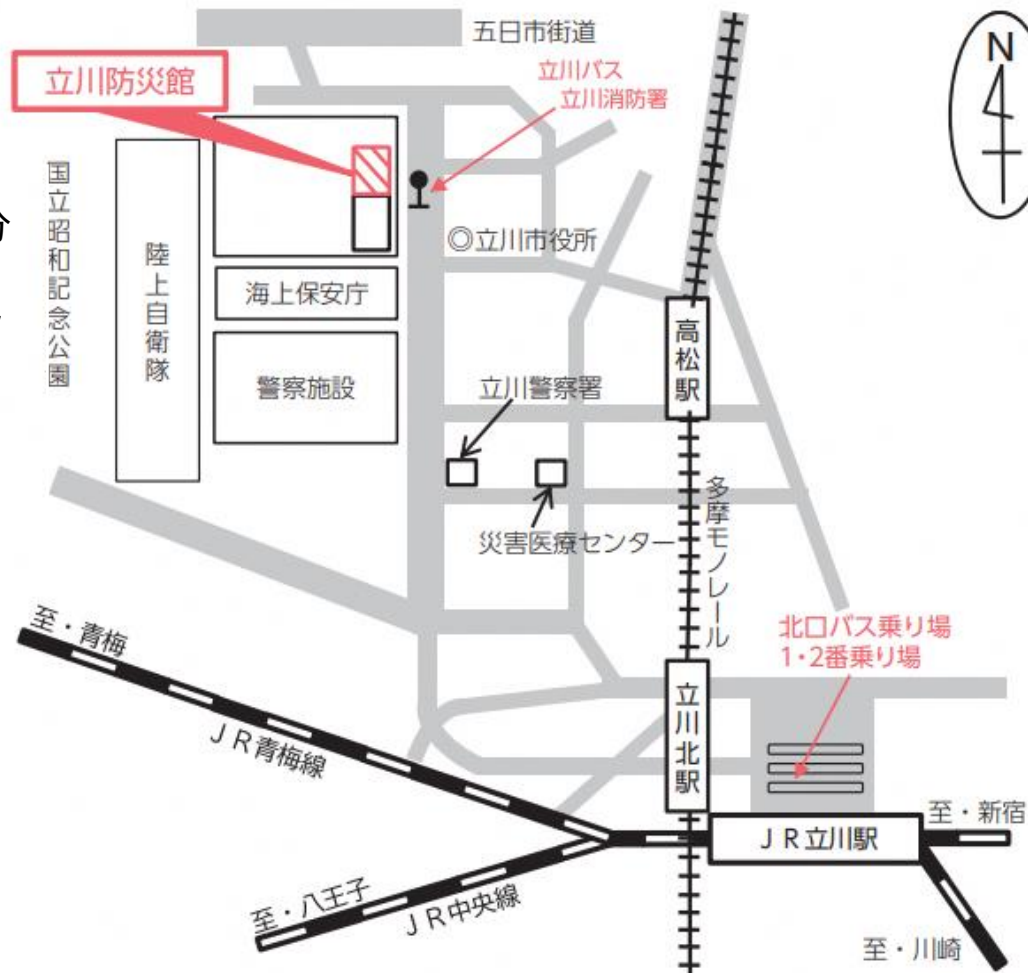 五日市街道
N
立川防災館
立川バス
立川消防署
分
国立昭和記念公園
陸上自衛隊
◎立川市役所
海上保安庁
高松駅
警察施設
立川警察署
災害医療センター
多摩モノレール
至・青梅
北口バス乗り場
1・2番乗り場
JR青梅線
立川北駅
至・新宿
JR立川駅
至・八王子
JR中央線
至・川崎